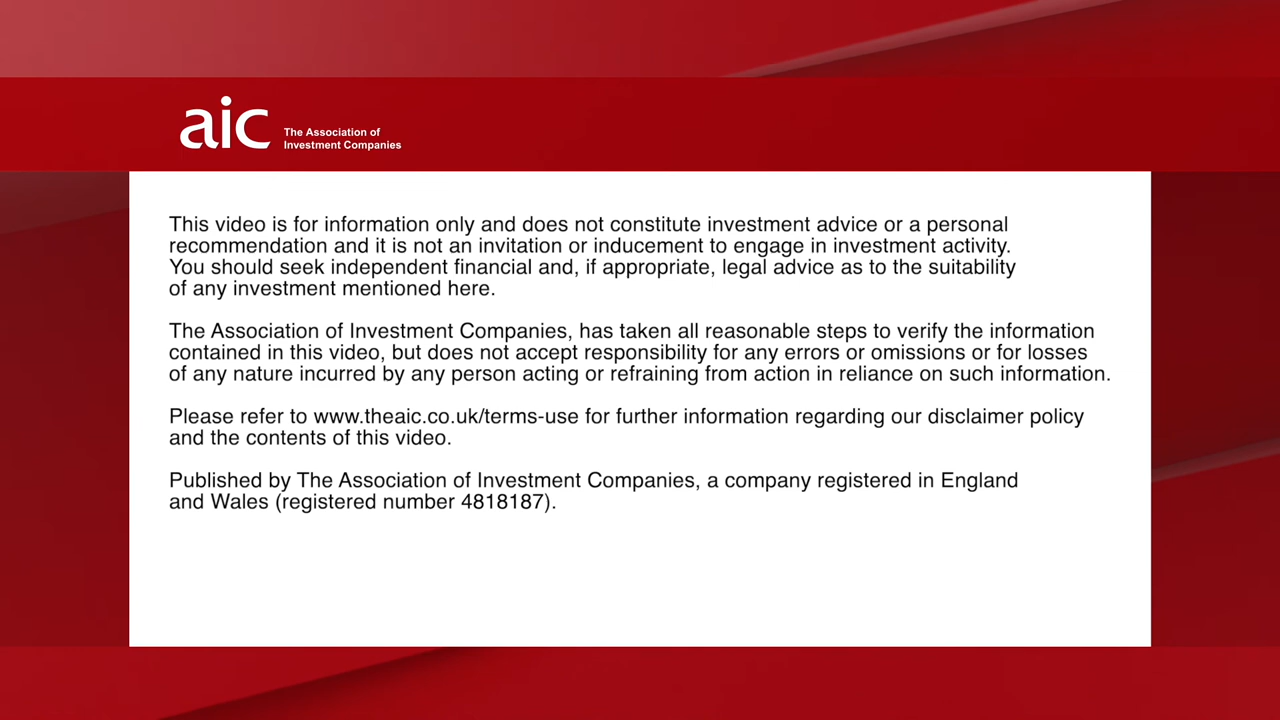 aic
The Association of
Investment Companies
This video is for information only and does not constitute investment advice or a personal
recommendation and it is not an invitation or inducement to engage in investment activity.
You should seek independent financial and, if appropriate, legal advice as to the suitability
of any investment mentioned here.
The Association of Investment Companies, has taken all reasonable steps to verify the information
contained in this video, but does not accept responsibility for any errors or omissions or for losses
of any nature incurred by any person acting or refraining from action in reliance on such information.
Please refer to www.theaic.co.uk/terms-use for further information regarding our disclaimer policy
and the contents of this video.
Published by The Association of Investment Companies, a company registered in England
and Wales (registered number 4818187).